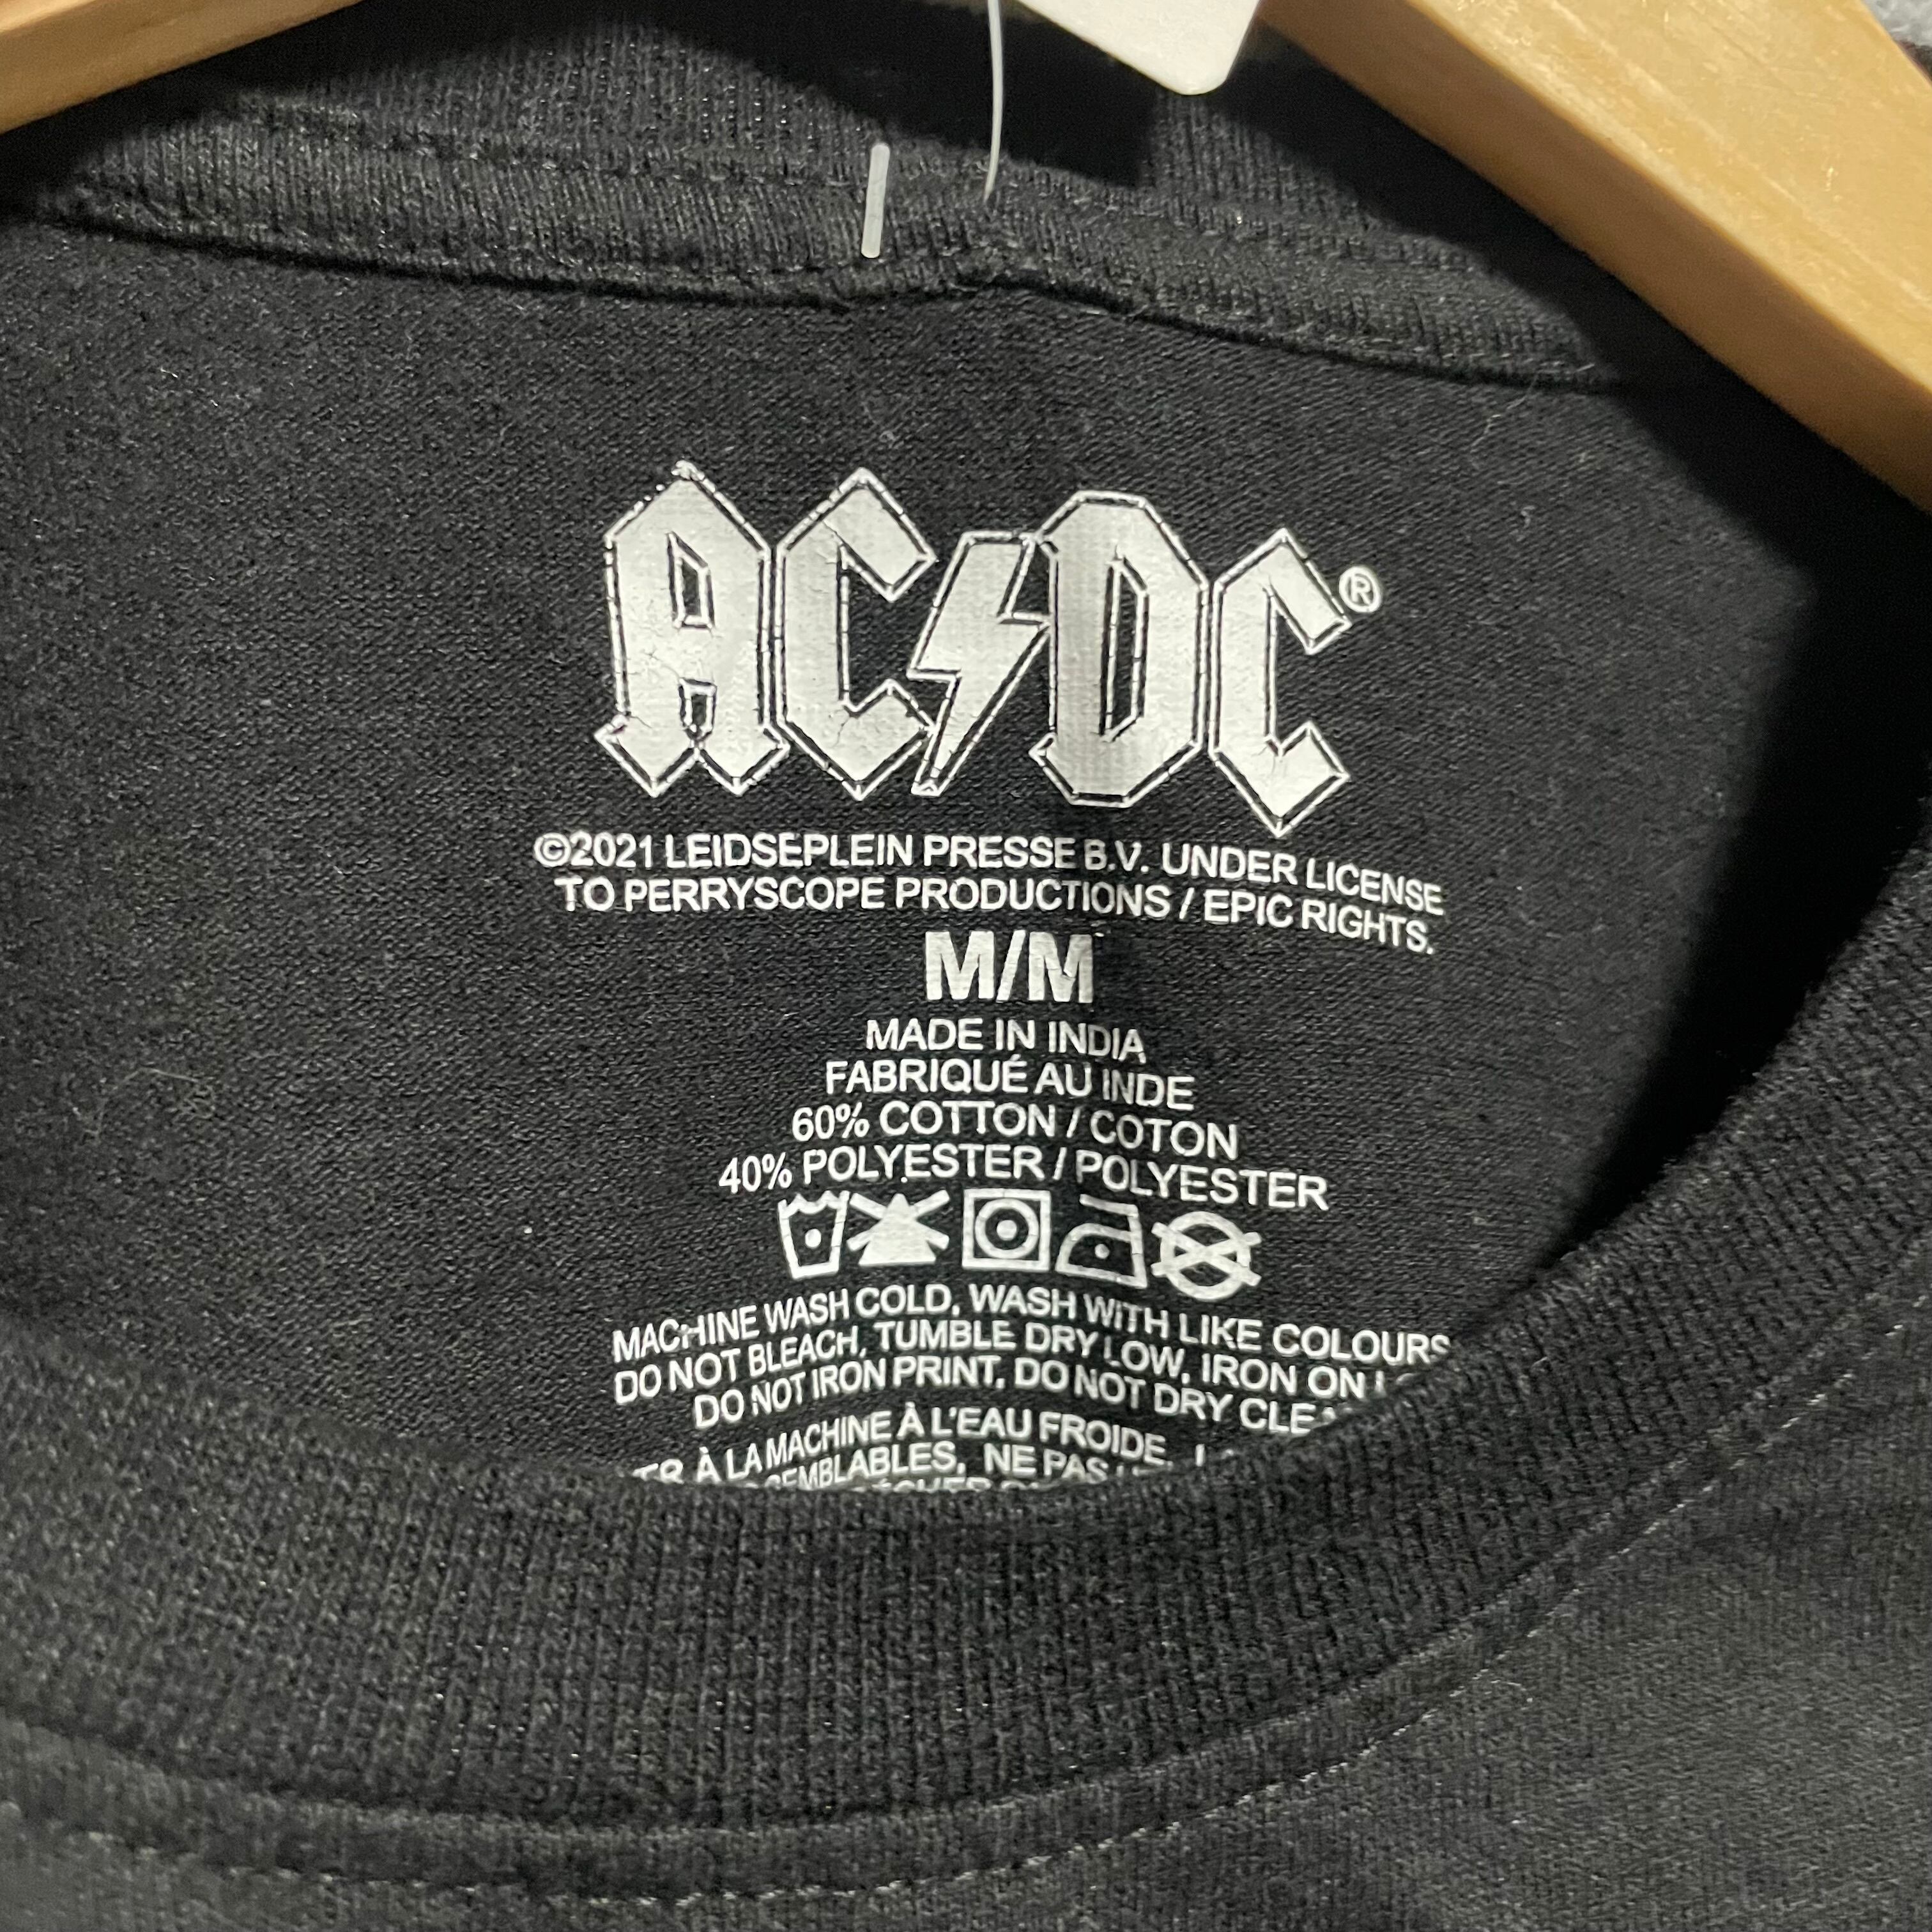 AC⚡DC®
©2021 LEIDSEPLEIN PRESSE B.V. UNDER LICENSE
TO PERRYSCOPE PRODUCTIONS / EPIC RIGHTS.
M/M
MADE IN INDIA
FABRIQUÉ AU INDE
60% COTTON / COTON
40% POLYESTER / POLYESTER
MACHINE WASH COLD, WASH WITH LIKE COLOURS
DO NOT BLEACH, TUMBLE DRY LOW, IRON ON
DO NOT IRON PRINT, DO NOT DRY
À LA MACHINE À L'EAU FROIDE,
NE PAS